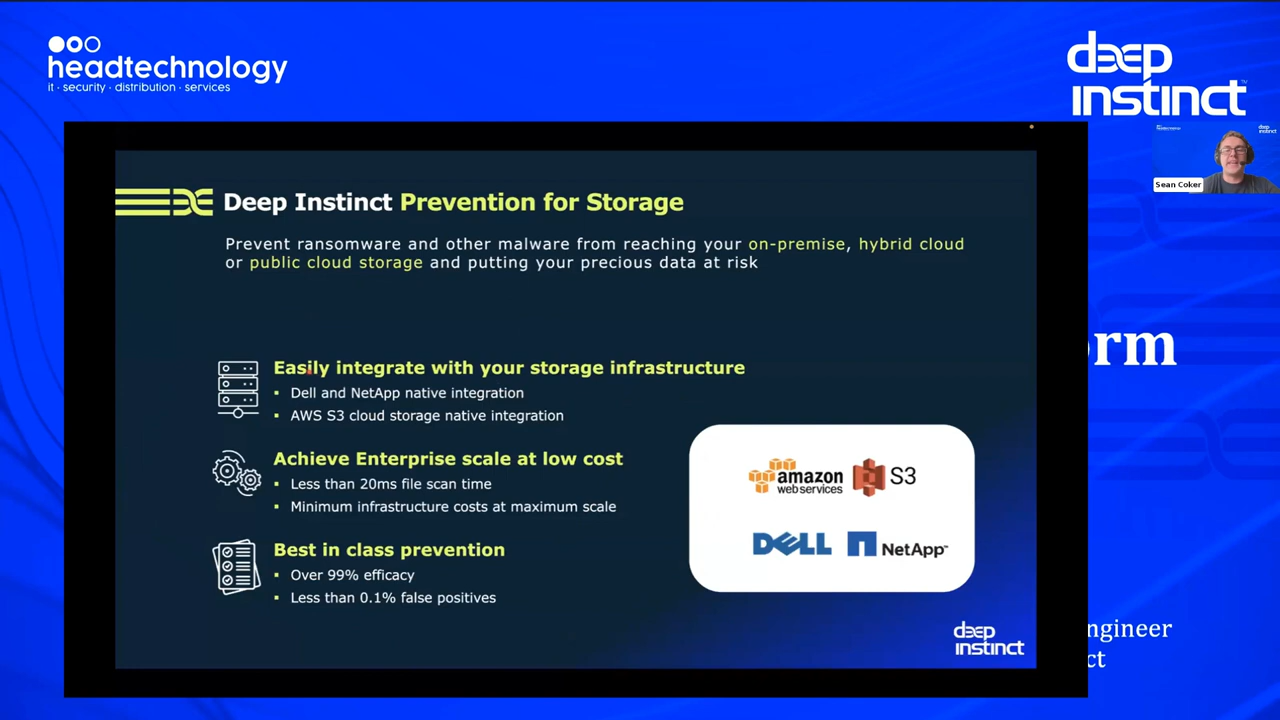 headtechnology
it · security · distribution · services
deep
instinct™
Sean Coker
Deep Instinct Prevention for Storage
Prevent ransomware and other malware from reaching your on-premise, hybrid cloud
or public cloud storage and putting your precious data at risk
Easily integrate with your storage infrastructure
▪ Dell and NetApp native integration
▪ AWS S3 cloud storage native integration
Achieve Enterprise scale at low cost
▪ Less than 20ms file scan time
▪ Minimum infrastructure costs at maximum scale
Best in class prevention
▪ Over 99% efficacy
▪ Less than 0.1% false positives
amazon
web services
S3
DELL
NetApp™
deep
instinct
orm
ngineer
ct